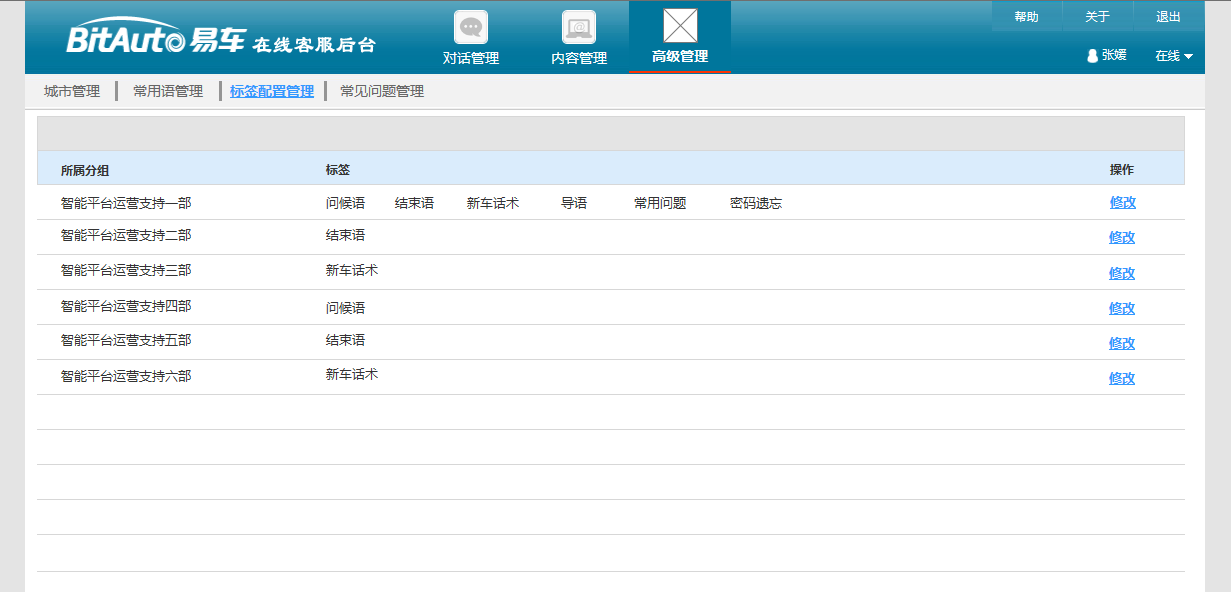 帮助 关于 退出
BitAuto 易车 在线客服后台
对话管理 内容管理 高级管理
张媛 在线
城市管理 常用语管理 标签配置管理 常见问题管理
所属分组 标签 操作
智能平台运营支持一部 问候语 结束语 新车话术 导语 常用问题 密码遗忘 修改
智能平台运营支持二部 结束语 修改
智能平台运营支持三部 新车话术 修改
智能平台运营支持四部 问候语 修改
智能平台运营支持五部 结束语 修改
智能平台运营支持六部 新车话术 修改